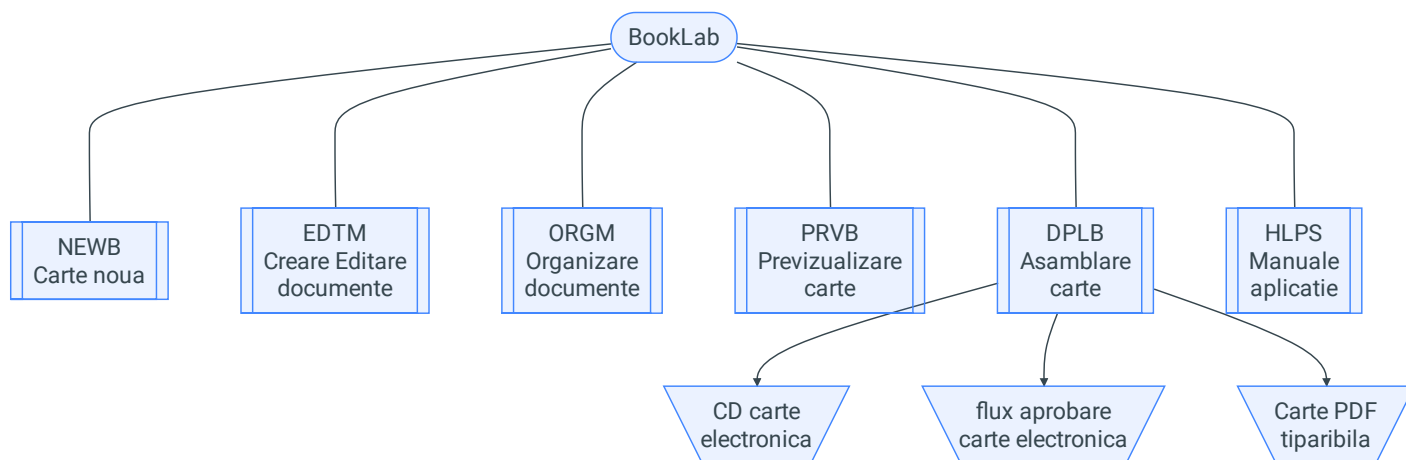 BookLab
NEWB
Carte noua
EDTM
Creare Editare
documente
ORGM
Organizare
documente
PRVB
Previzualizare
carte
DPLB
Asamblare
carte
HLPS
Manuale
aplicatie
CD carte
electronica
flux aprobare
carte electronica
Carte PDF
tiparibila